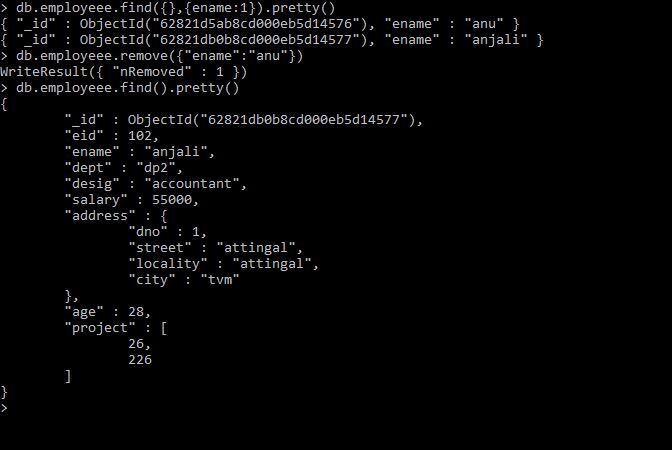 > db.employeee.find({},{ename:1}).pretty()
{ "_id" : ObjectId("62821d5ab8cd000eb5d14576"), "ename" : "anu" }
{ "_id" : ObjectId("62821db0b8cd000eb5d14577"), "ename" : "anjali" }
> db.employeee.remove({"ename":"anu"})
WriteResult({ "nRemoved" : 1 })
> db.employeee.find().pretty()
{
        "_id" : ObjectId("62821db0b8cd000eb5d14577"),
        "eid" : 102,
        "ename" : "anjali",
        "dept" : "dp2",
        "desig" : "accountant",
        "salary" : 55000,
        "address" : {
                "dno" : 1,
                "street" : "attingal",
                "locality" : "attingal",
                "city" : "tvm"
        },
        "age" : 28,
        "project" : [
                26,
                226
        ]
}
>